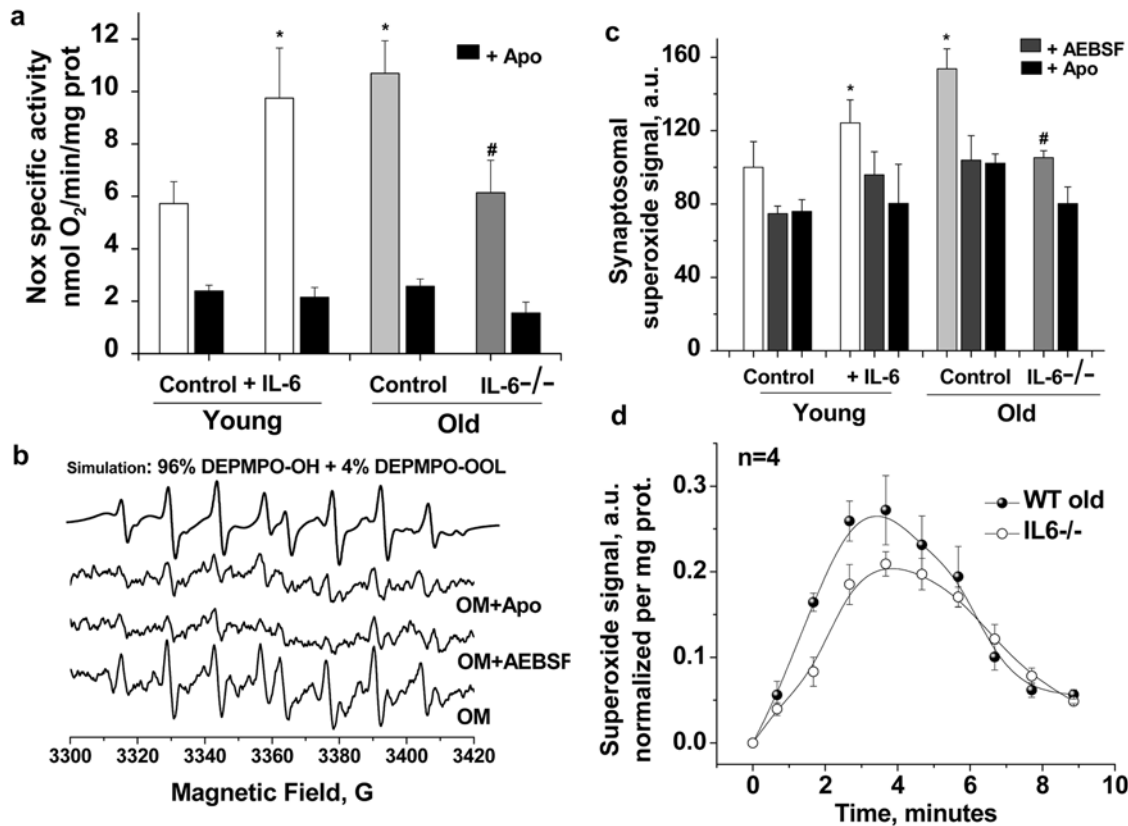 a
Nox specific activity
nmol O2/min/mg prot
12
10
8
6
4
2
0
*
*
#
+ Apo
Control + IL-6
Control
IL-6−/−
Young
Old
c
Synaptosomal
superoxide signal, a.u.
160
120
80
40
0
*
*
#
+ AEBSF
+ Apo
Control
+ IL-6
Control
IL-6−/−
Young
Old
b
Simulation: 96% DEPMPO-OH + 4% DEPMPO-OOL
OM+Apo
OM+AEBSF
OM
3300 3320 3340 3360 3380 3400 3420
Magnetic Field, G
d
n=4
WT old
IL6-/-
Superoxide signal, a.u.
normalized per mg prot.
0.3
0.2
0.1
0.0
0 2 4 6 8 10
Time, minutes